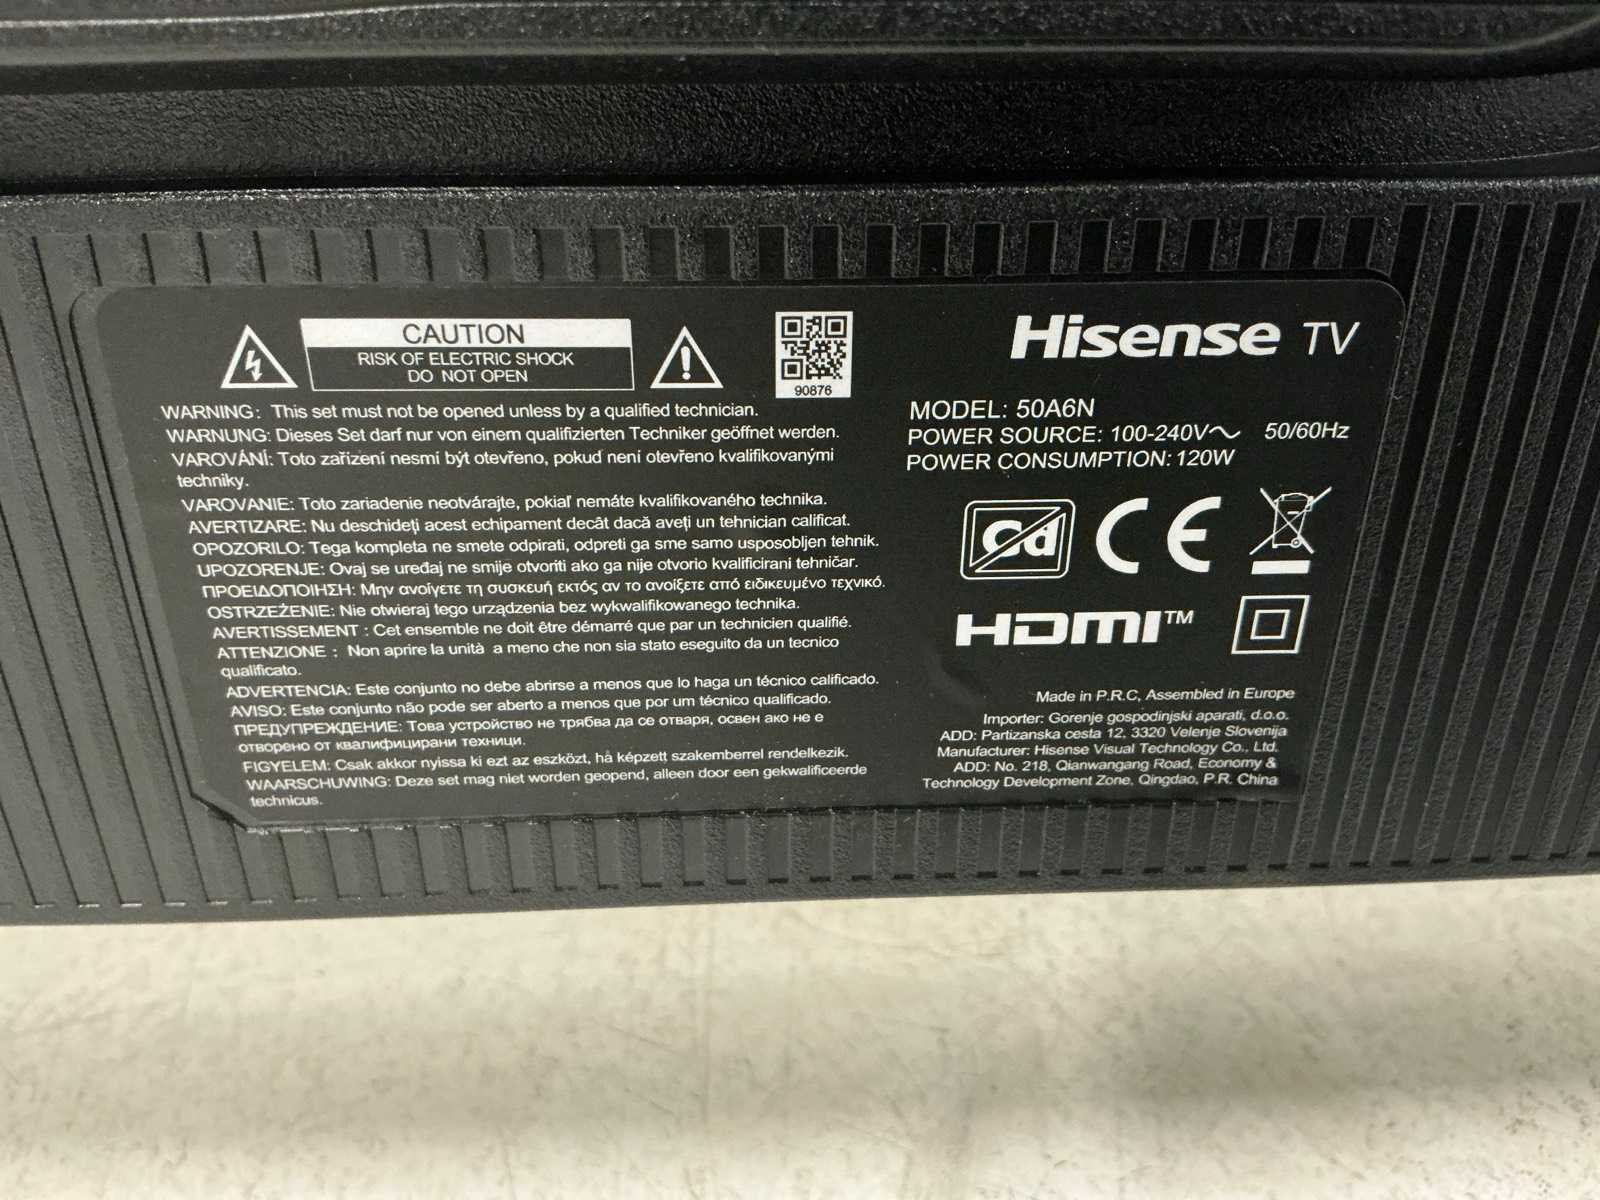 CAUTION
RISK OF ELECTRIC SHOCK
DO NOT OPEN
90876
WARNING: This set must not be opened unless by a qualified technician.
WARNUNG: Dieses Set darf nur von einem qualifizierten Techniker geöffnet werden.
VAROVÁNÍ: Toto zařízení nesmí být otevřeno, pokud není otevřeno kvalifikovanými
techniky.
VAROVANIE: Toto zariadenie neotvárajte, pokiaľ nemáte kvalifikovaného technika.
AVERTIZARE: Nu deschideți acest echipament decât dacă aveți un tehnician calificat.
OPOZORILO: Tega kompleta ne smete odpirati, odpreti ga sme samo usposobljen tehnik.
UPOZORENJE: Ovaj se uređaj ne smije otvoriti ako ga nije otvorio kvalificirani tehničar.
ΠΡΟΕΙΔΟΠΟΙΗΣΗ: Μην ανοίγετε τη συσκευή εκτός αν το ανοίξετε από ειδικευμένο τεχνικό.
OSTRZEŻENIE: Nie otwieraj tego urządzenia bez wykwalifikowanego technika.
AVERTISSEMENT : Cet ensemble ne doit être démarré que par un technicien qualifié.
ATTENZIONE : Non aprire la unità a meno che non sia stato eseguito da un tecnico
qualificato.
ADVERTENCIA: Este conjunto no debe abrirse a menos que lo haga un técnico calificado.
AVISO: Este conjunto não pode ser aberto a menos que por um técnico qualificado.
ПРЕДУПРЕЖДЕНИЕ: Това устройство не трябва да се отваря, освен ако не е
отворено от квалифицирани техници.
FIGYELEM: Csak akkor nyissa ki ezt az eszközt, ha képzett szakemberrel rendelkezik.
WAARSCHUWING: Deze set mag niet worden geopend, alleen door een gekwalificeerde
technicus.
Hisense TV
MODEL: 50A6N
POWER SOURCE: 100-240V~ 50/60Hz
POWER CONSUMPTION: 120W
Cd CE
HDMI™
Made in P.R.C, Assembled in Europe
Importer: Gorenje gospodinjski aparati, d.o.o.
ADD: Partizanska cesta 12, 3320 Velenje Slovenija
Manufacturer: Hisense Visual Technology Co., Ltd.
ADD: No. 218, Qianwangang Road, Economy &
Technology Development Zone, Qingdao, P.R. China